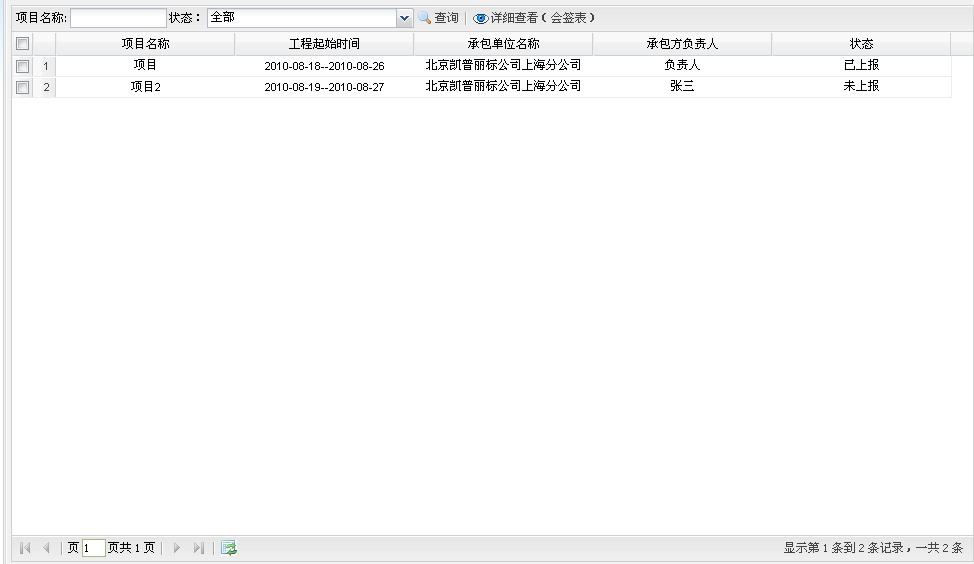 项目名称: 状态： 全部 查询 详细查看（会签表）
项目名称 工程起始时间 承包单位名称 承包方负责人 状态
1 项目 2010-08-18--2010-08-26 北京凯普丽标公司上海分公司 负责人 已上报
2 项目2 2010-08-19--2010-08-27 北京凯普丽标公司上海分公司 张三 未上报
页 1 页共 1 页 显示第 1 条到 2 条记录，一共 2 条